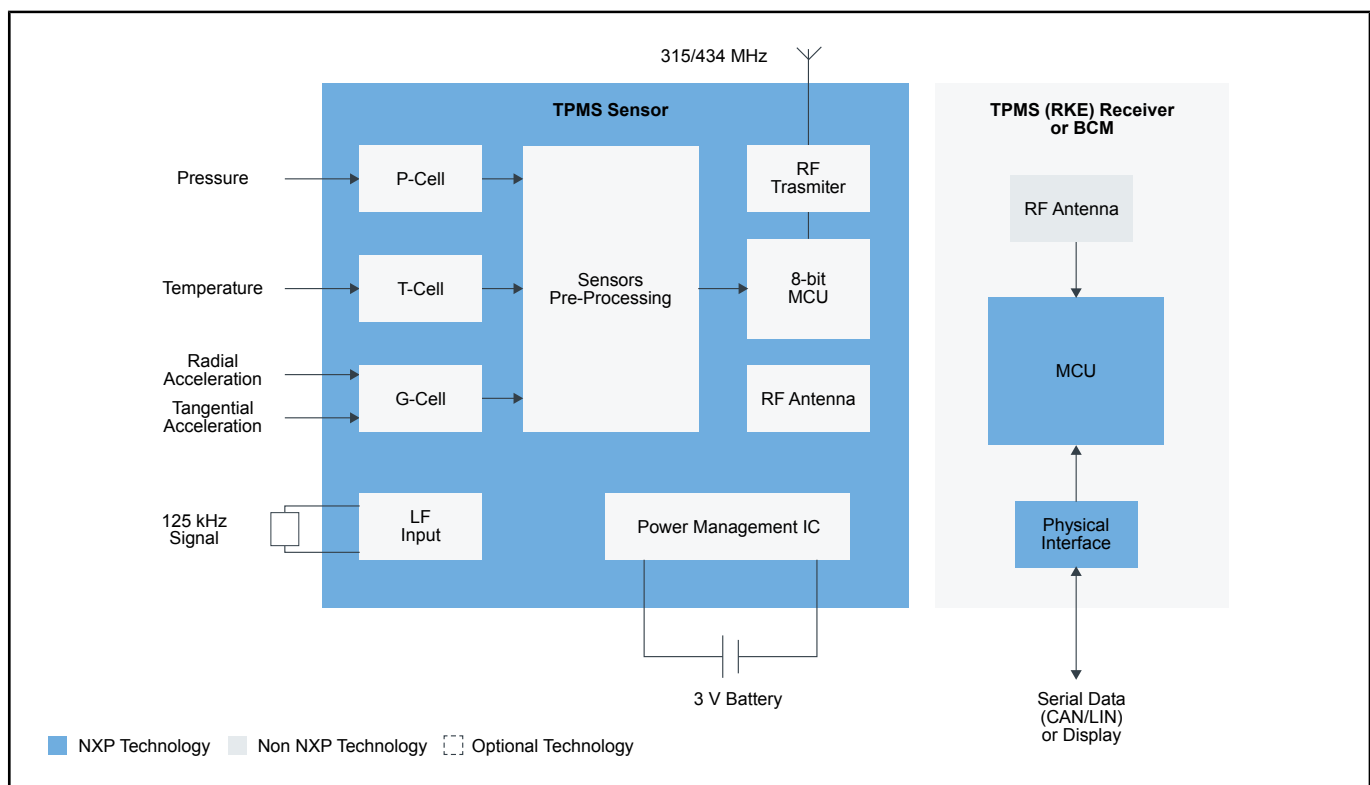 315/434 MHz
TPMS Sensor
TPMS (RKE) Receiver
or BCM
Pressure
P-Cell
RF
Trasmiter
RF Antenna
Temperature
T-Cell
Sensors
Pre-Processing
8-bit
MCU
Radial
Acceleration
Tangential
Acceleration
G-Cell
RF Antenna
MCU
125 kHz
Signal
LF
Input
Power Management IC
Physical
Interface
3 V Battery
Serial Data
(CAN/LIN)
or Display
NXP Technology
Non NXP Technology
Optional Technology